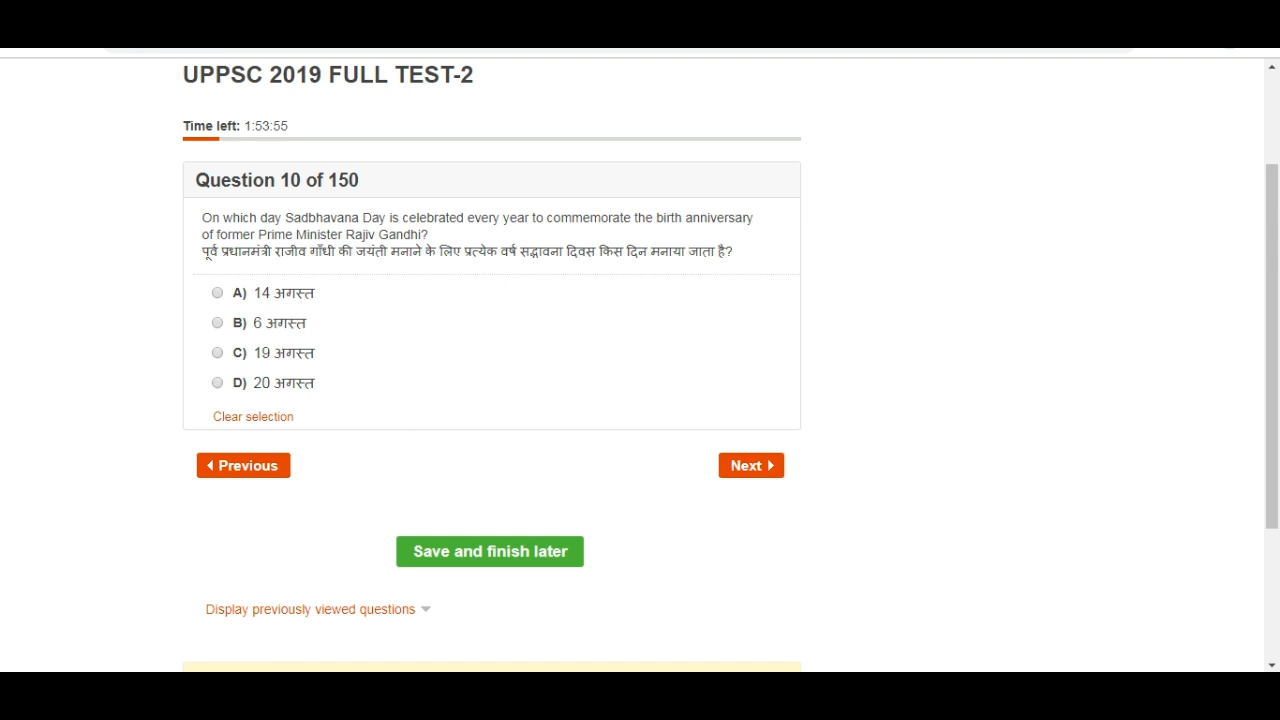 UPPSC 2019 FULL TEST-2
Time left: 1:53:55
Question 10 of 150
On which day Sadbhavana Day is celebrated every year to commemorate the birth anniversary
of former Prime Minister Rajiv Gandhi?
पूर्व प्रधानमंत्री राजीव गाँधी की जयंती मनाने के लिए प्रत्येक वर्ष सद्भावना दिवस किस दिन मनाया जाता है?
A) 14 अगस्त
B) 6 अगस्त
C) 19 अगस्त
D) 20 अगस्त
Clear selection
Previous
Next
Save and finish later
Display previously viewed questions